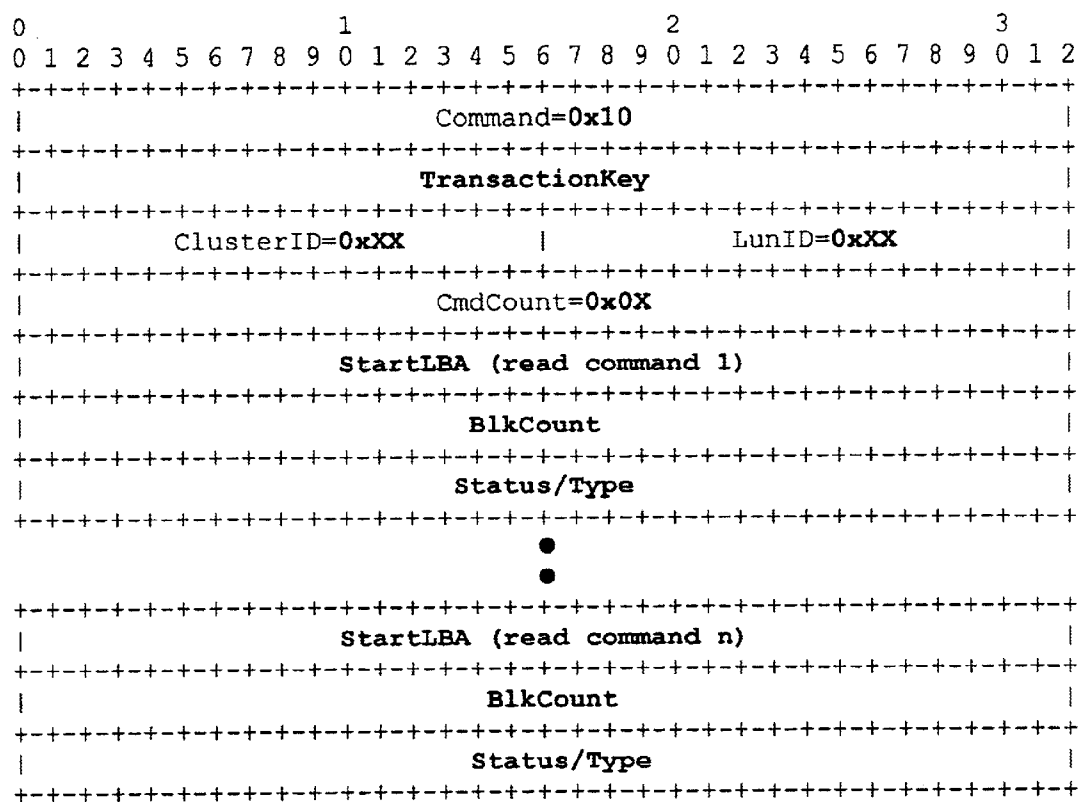 0 1 2 3
0 1 2 3 4 5 6 7 8 9 0 1 2 3 4 5 6 7 8 9 0 1 2 3 4 5 6 7 8 9 0 1 2
+-+-+-+-+-+-+-+-+-+-+-+-+-+-+-+-+-+-+-+-+-+-+-+-+-+-+-+-+-+-+-+-+
| Command=0x10 |
+-+-+-+-+-+-+-+-+-+-+-+-+-+-+-+-+-+-+-+-+-+-+-+-+-+-+-+-+-+-+-+-+
| TransactionKey |
+-+-+-+-+-+-+-+-+-+-+-+-+-+-+-+-+-+-+-+-+-+-+-+-+-+-+-+-+-+-+-+-+
| ClusterID=0xXX | LunID=0xXX |
+-+-+-+-+-+-+-+-+-+-+-+-+-+-+-+-+-+-+-+-+-+-+-+-+-+-+-+-+-+-+-+-+
| CmdCount=0x0X |
+-+-+-+-+-+-+-+-+-+-+-+-+-+-+-+-+-+-+-+-+-+-+-+-+-+-+-+-+-+-+-+-+
| StartLBA (read command 1) |
+-+-+-+-+-+-+-+-+-+-+-+-+-+-+-+-+-+-+-+-+-+-+-+-+-+-+-+-+-+-+-+-+
| BlkCount |
+-+-+-+-+-+-+-+-+-+-+-+-+-+-+-+-+-+-+-+-+-+-+-+-+-+-+-+-+-+-+-+-+
| Status/Type |
+-+-+-+-+-+-+-+-+-+-+-+-+-+-+-+-+-+-+-+-+-+-+-+-+-+-+-+-+-+-+-+-+
●
●
+-+-+-+-+-+-+-+-+-+-+-+-+-+-+-+-+-+-+-+-+-+-+-+-+-+-+-+-+-+-+-+-+
| StartLBA (read command n) |
+-+-+-+-+-+-+-+-+-+-+-+-+-+-+-+-+-+-+-+-+-+-+-+-+-+-+-+-+-+-+-+-+
| BlkCount |
+-+-+-+-+-+-+-+-+-+-+-+-+-+-+-+-+-+-+-+-+-+-+-+-+-+-+-+-+-+-+-+-+
| Status/Type |
+-+-+-+-+-+-+-+-+-+-+-+-+-+-+-+-+-+-+-+-+-+-+-+-+-+-+-+-+-+-+-+-+